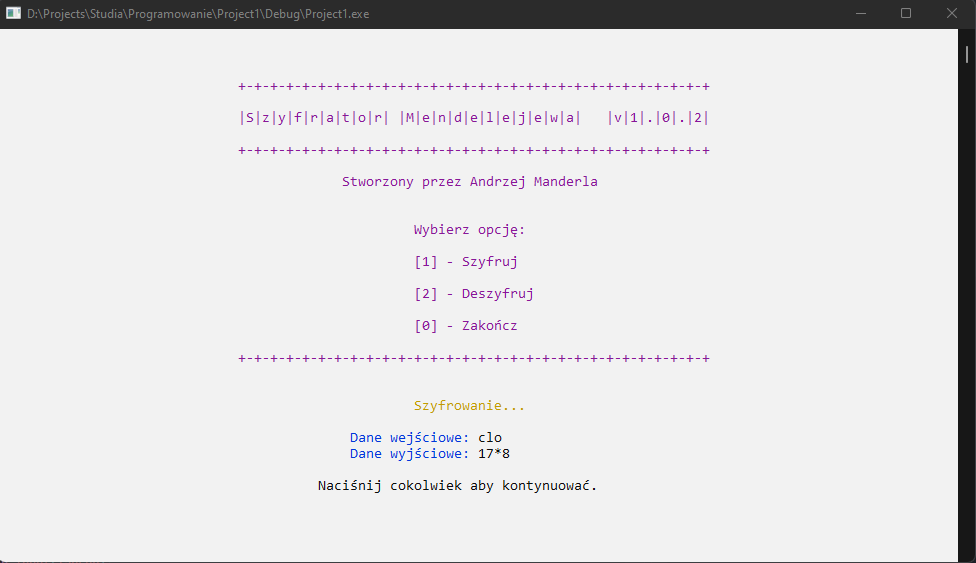 D:\Projects\Studia\Programowanie\Project1\Debug\Project1.exe
+-+-+-+-+-+-+-+-+-+-+-+-+-+-+-+-+-+-+-+-+-+-+-+-+-+-+-+-+-+
|S|z|y|f|r|a|t|o|r| |M|e|n|d|e|l|e|j|e|w|a|   |v|1|.|0|.|2|
+-+-+-+-+-+-+-+-+-+-+-+-+-+-+-+-+-+-+-+-+-+-+-+-+-+-+-+-+-+
Stworzony przez Andrzej Manderla
Wybierz opcję:
[1] - Szyfruj
[2] - Deszyfruj
[0] - Zakończ
+-+-+-+-+-+-+-+-+-+-+-+-+-+-+-+-+-+-+-+-+-+-+-+-+-+-+-+-+-+
Szyfrowanie...
Dane wejściowe: clo
Dane wyjściowe: 17*8
Naciśnij cokolwiek aby kontynuować.